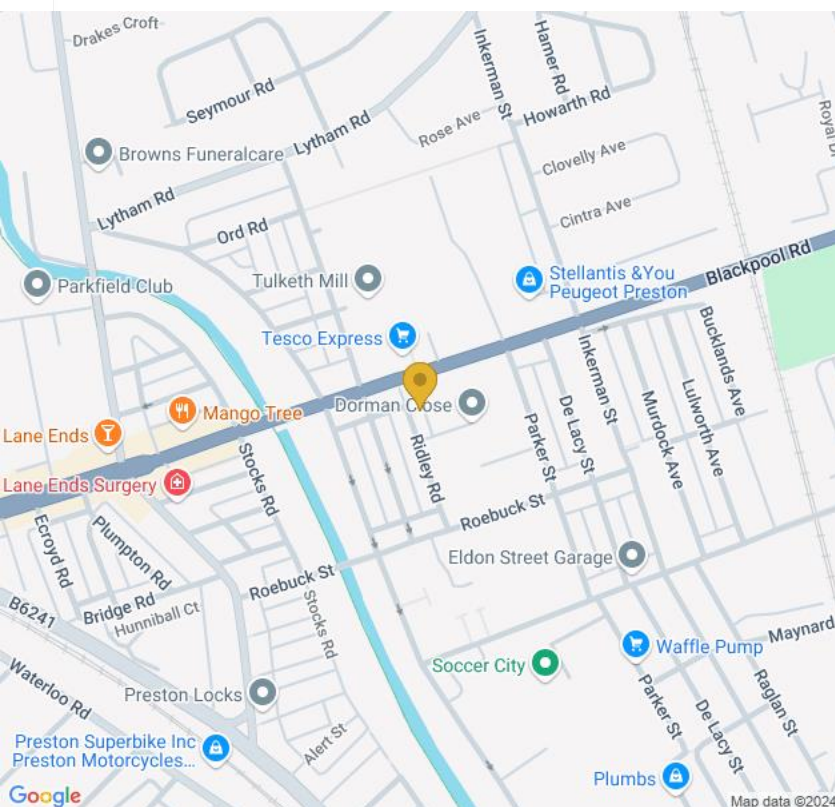 Drakes Croft
Inkerman St
Hamer Rd
Seymour Rd
Lytham Rd
Howarth Rd
Rose Ave
Browns Funeralcare
Clovelly Ave
Lytham Rd
Cintra Ave
Ord Rd
Tulketh Mill
Stellantis &You
Peugeot Preston
Blackpool Rd
Parkfield Club
Tesco Express
Bucklands Ave
Inkerman St
Lulworth Ave
Murdock Ave
De Lacy St
Parker St
Dorman Close
Mango Tree
Lane Ends
Ridley Rd
Stocks Rd
Lane Ends Surgery
Roebuck St
Ecroyd Rd
Plumpton Rd
Eldon Street Garage
Roebuck St
Bridge Rd
Hunniball Ct
B6241
Stocks Rd
Waffle Pump
Maynard
Soccer City
Waterloo Rd
Preston Locks
Parker St
De Lacy St
Raglan St
Alert St
Preston Superbike Inc
Preston Motorcycles...
Plumbs
Google
Map data ©2024